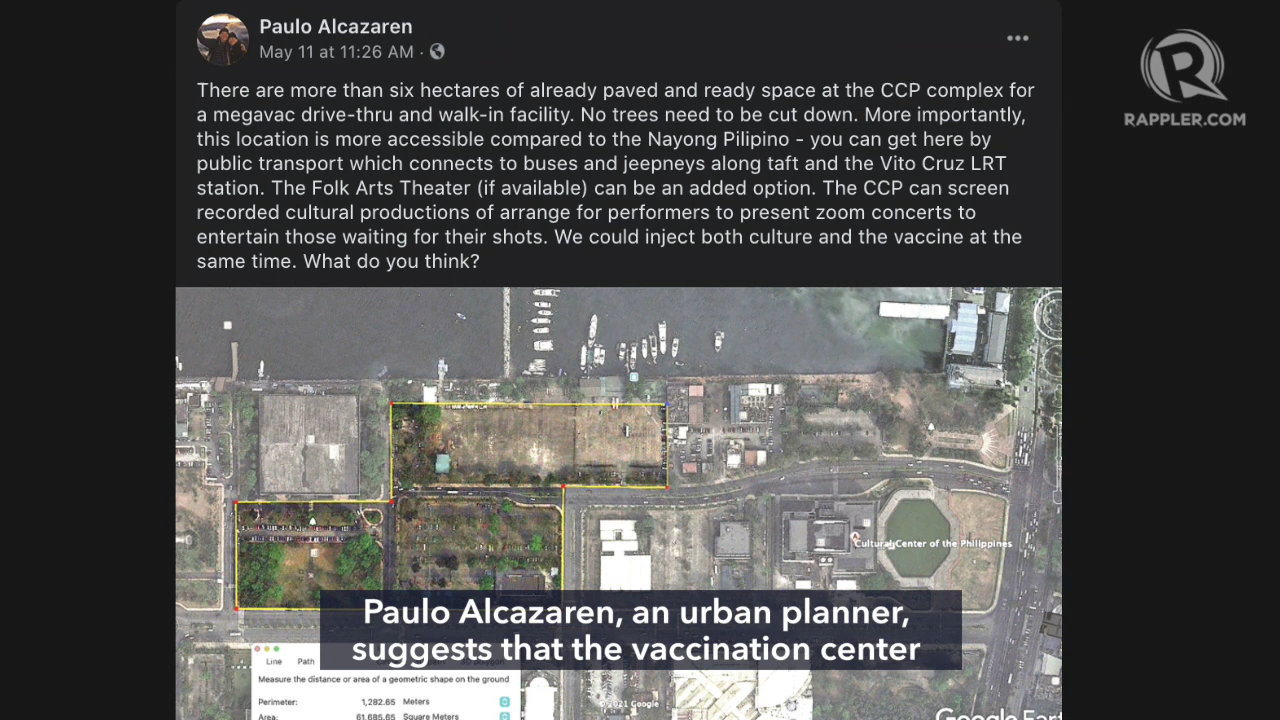 Paulo Alcazaren
May 11 at 11:26 AM ·
RAPPLER.COM
There are more than six hectares of already paved and ready space at the CCP complex for
a megavac drive-thru and walk-in facility. No trees need to be cut down. More importantly,
this location is more accessible compared to the Nayong Pilipino - you can get here by
public transport which connects to buses and jeepneys along taft and the Vito Cruz LRT
station. The Folk Arts Theater (if available) can be an added option. The CCP can screen
recorded cultural productions of arrange for performers to present zoom concerts to
entertain those waiting for their shots. We could inject both culture and the vaccine at the
same time. What do you think?
Cultural Center of the Philippines
Paulo Alcazaren, an urban planner,
suggests that the vaccination center
Line Path
Measure the distance or area of a geometric shape on the ground
Perimeter: 1,282.65 Meters
Area: 61,685.65 Square Meters
©2021 Google
Google Eart